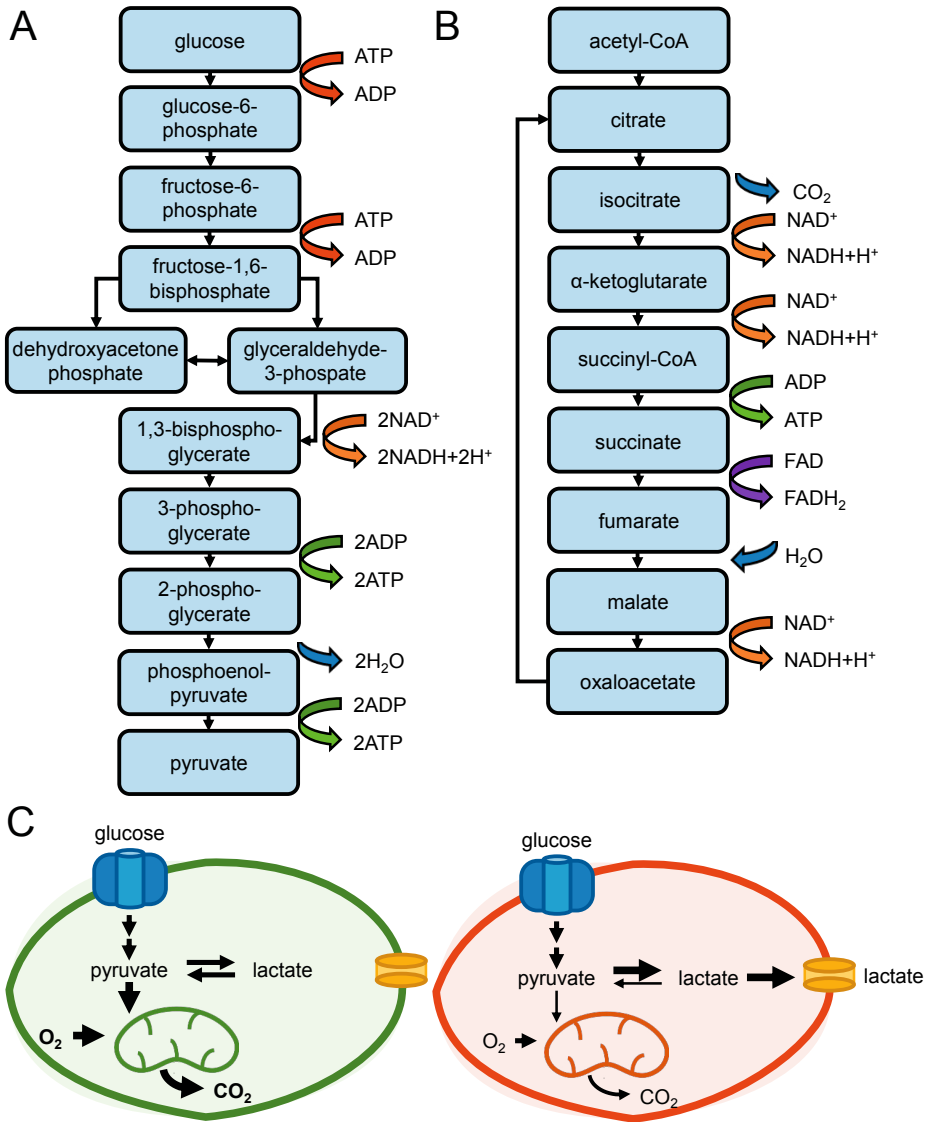 A
glucose
ATP
ADP
glucose-6-
phosphate
fructose-6-
phosphate
ATP
ADP
fructose-1,6-
bisphosphate
dehydroxyacetone
phosphate
glyceraldehyde-
3-phospate
1,3-bisphospho-
glycerate
2NAD⁺
2NADH+2H⁺
3-phospho-
glycerate
2ADP
2ATP
2-phospho-
glycerate
2H₂O
phosphoenol-
pyruvate
2ADP
2ATP
pyruvate
B
acetyl-CoA
citrate
isocitrate
CO₂
NAD⁺
NADH+H⁺
α-ketoglutarate
NAD⁺
NADH+H⁺
succinyl-CoA
ADP
ATP
succinate
FAD
FADH₂
fumarate
H₂O
malate
NAD⁺
NADH+H⁺
oxaloacetate
C
glucose
pyruvate
lactate
O₂
CO₂
glucose
pyruvate
lactate
lactate
O₂
CO₂